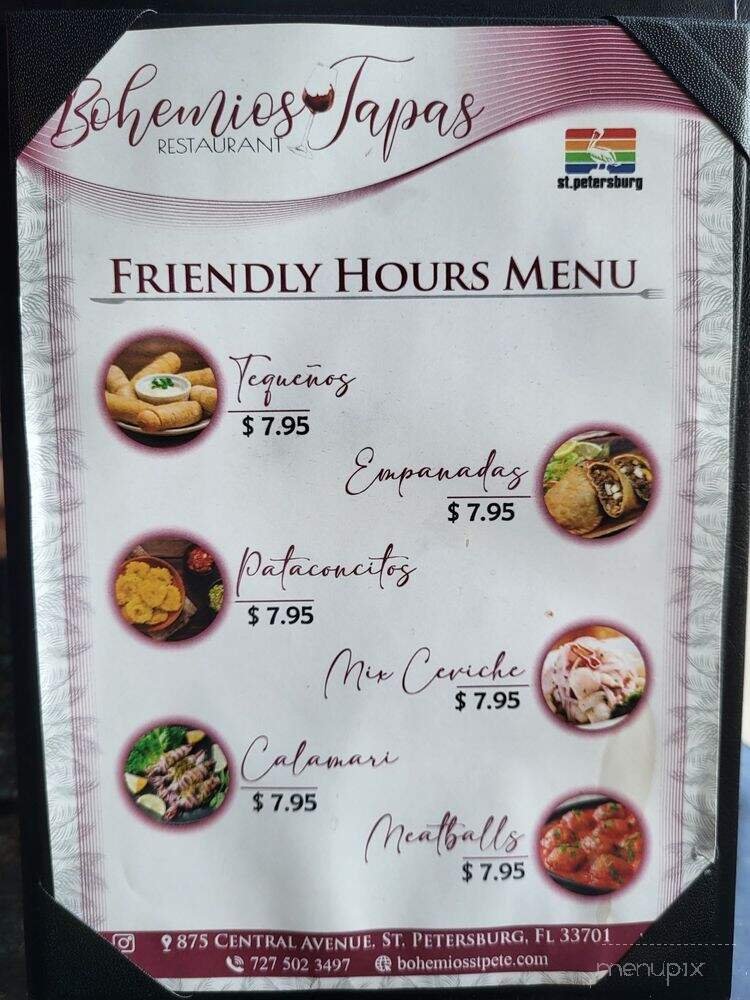 Bohemios Tapas
RESTAURANT
st.petersburg
FRIENDLY HOURS MENU
Tequeños
$ 7.95
Empanadas
$ 7.95
Pataconcitos
$ 7.95
Mix Ceviche
$ 7.95
Calamari
$ 7.95
Meatballs
$ 7.95
875 CENTRAL AVENUE, ST. PETERSBURG, FL 33701
727 502 3497 bohemiosstpete.com
menupix